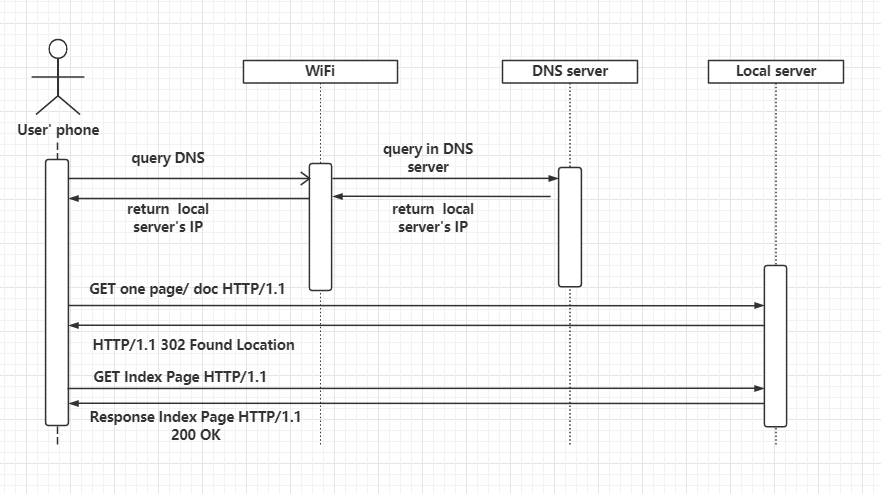 WiFi
DNS server
Local server
User' phone
query DNS
query in DNS
server
return local
server's IP
return local
server's IP
GET one page/ doc HTTP/1.1
HTTP/1.1 302 Found Location
GET Index Page HTTP/1.1
Response Index Page HTTP/1.1
200 OK